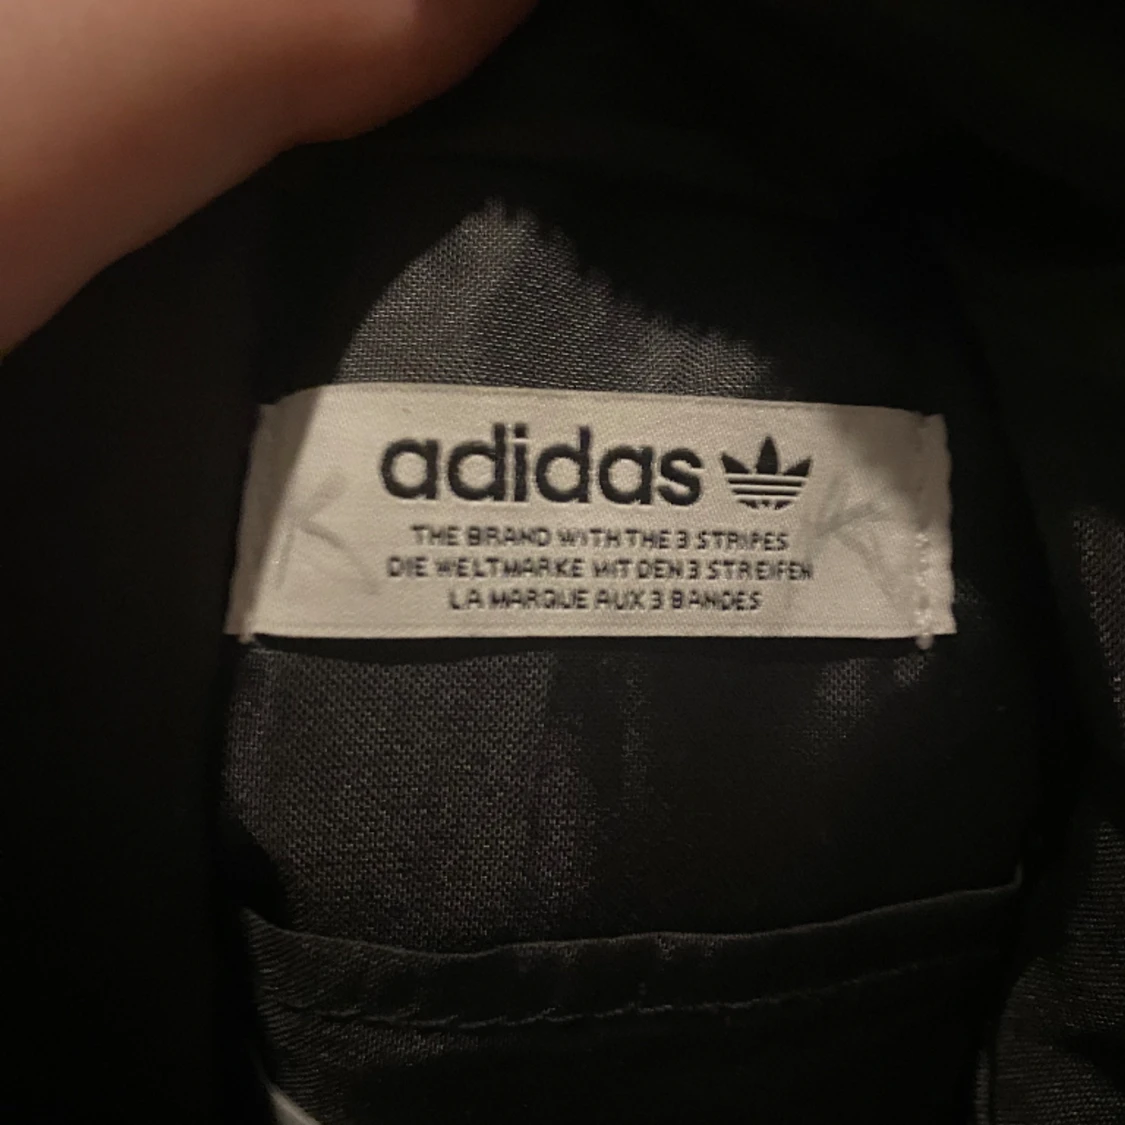 adidas
THE BRAND WITH THE 3 STRIPES
DIE WELTMARKE MIT DEN 3 STREIFEN
LA MARQUE AUX 3 BANDES